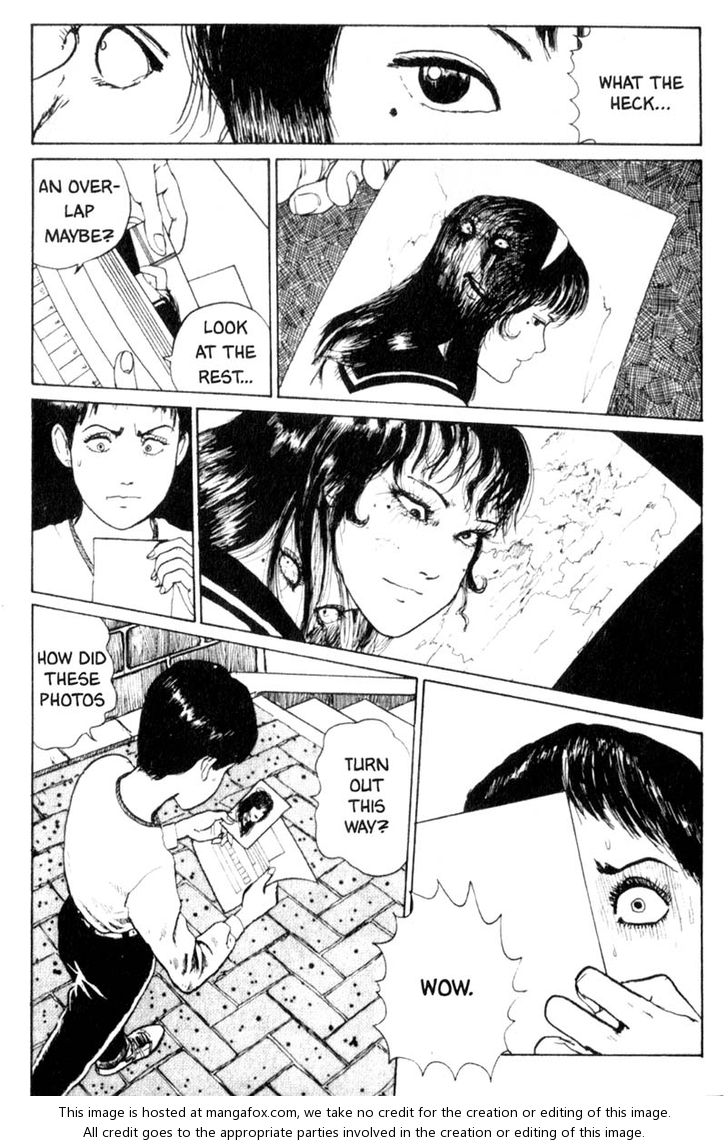 WHAT THE
HECK...
AN OVER-
LAP
MAYBE?
LOOK
AT THE
REST...
HOW DID
THESE
PHOTOS
TURN
OUT
THIS
WAY?
WOW.
This image is hosted at mangafox.com, we take no credit for the creation or editing of this image.
All credit goes to the appropriate parties involved in the creation or editing of this image.